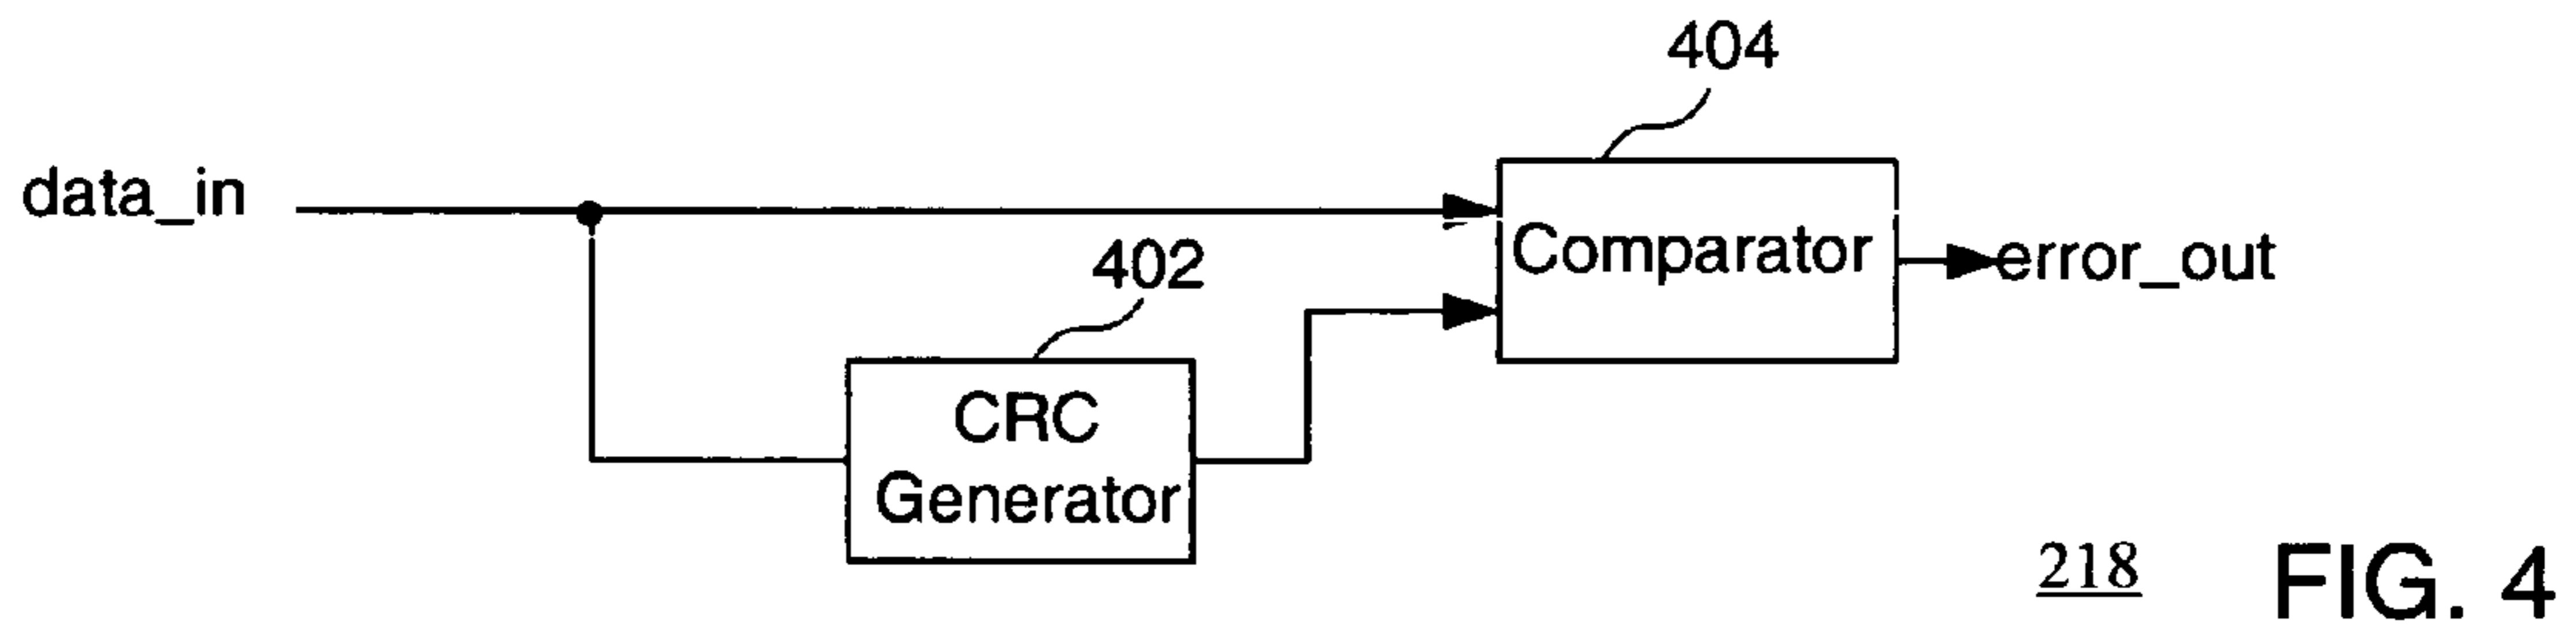 404
data_in
402
Comparator
error_out
CRC
Generator
218
FIG. 4